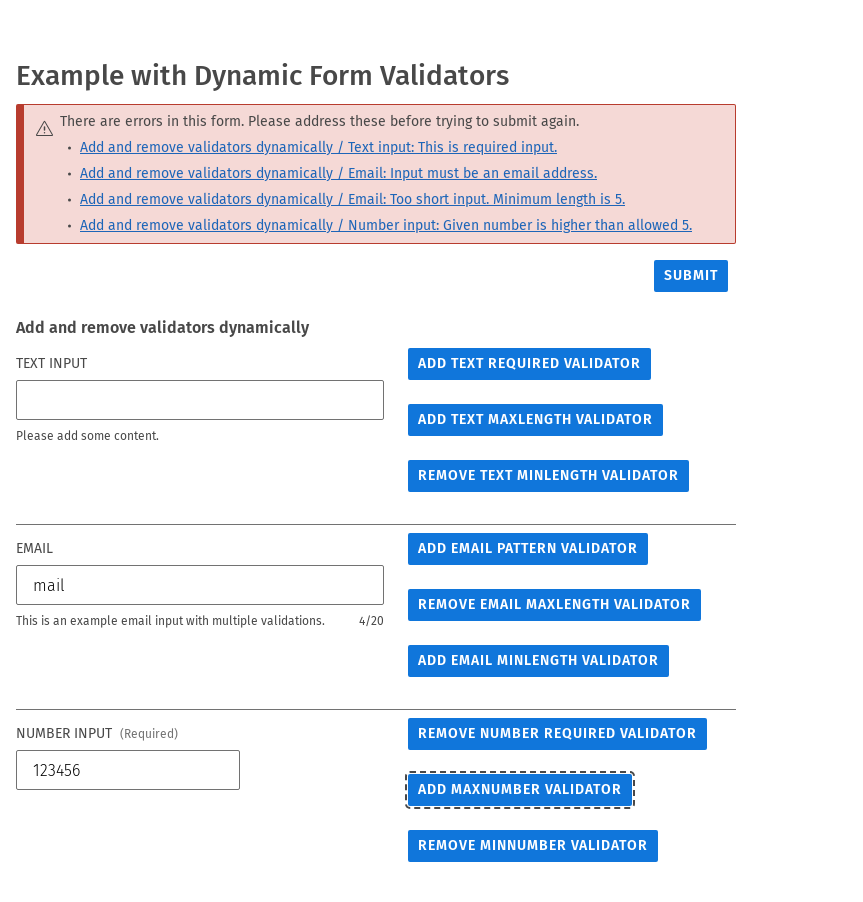 Example with Dynamic Form Validators
There are errors in this form. Please address these before trying to submit again.
• Add and remove validators dynamically / Text input: This is required input.
• Add and remove validators dynamically / Email: Input must be an email address.
• Add and remove validators dynamically / Email: Too short input. Minimum length is 5.
• Add and remove validators dynamically / Number input: Given number is higher than allowed 5.
SUBMIT
Add and remove validators dynamically
TEXT INPUT
Please add some content.
ADD TEXT REQUIRED VALIDATOR
ADD TEXT MAXLENGTH VALIDATOR
REMOVE TEXT MINLENGTH VALIDATOR
EMAIL
mail
This is an example email input with multiple validations. 4/20
ADD EMAIL PATTERN VALIDATOR
REMOVE EMAIL MAXLENGTH VALIDATOR
ADD EMAIL MINLENGTH VALIDATOR
NUMBER INPUT (Required)
123456
REMOVE NUMBER REQUIRED VALIDATOR
ADD MAXNUMBER VALIDATOR
REMOVE MINNUMBER VALIDATOR